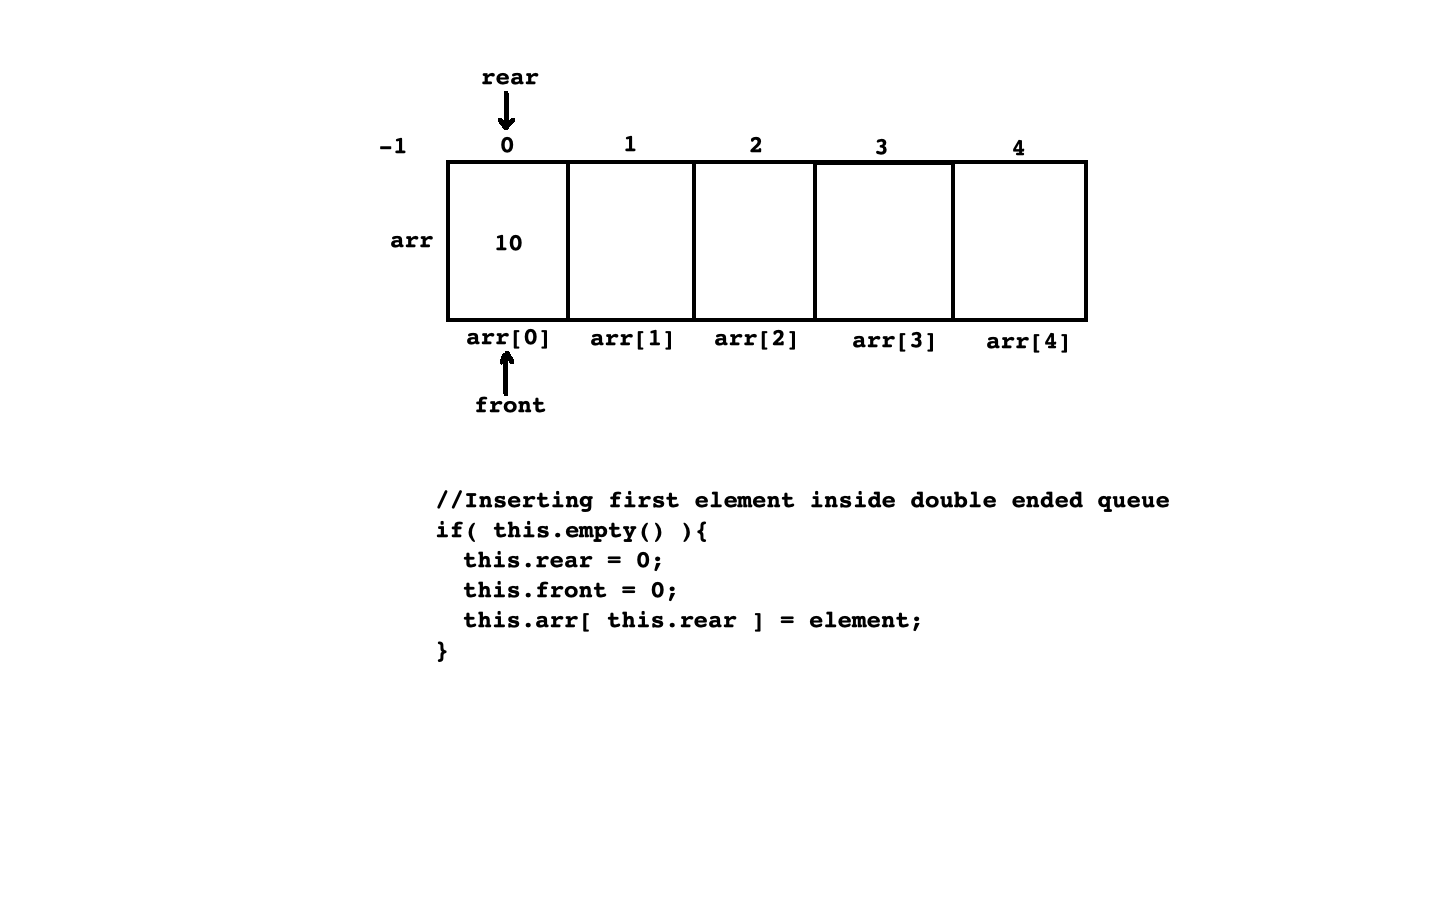 rear
-1 0 1 2 3 4
arr 10
arr[0] arr[1] arr[2] arr[3] arr[4]
front
//Inserting first element inside double ended queue
if( this.empty() ){
this.rear = 0;
this.front = 0;
this.arr[ this.rear ] = element;
}